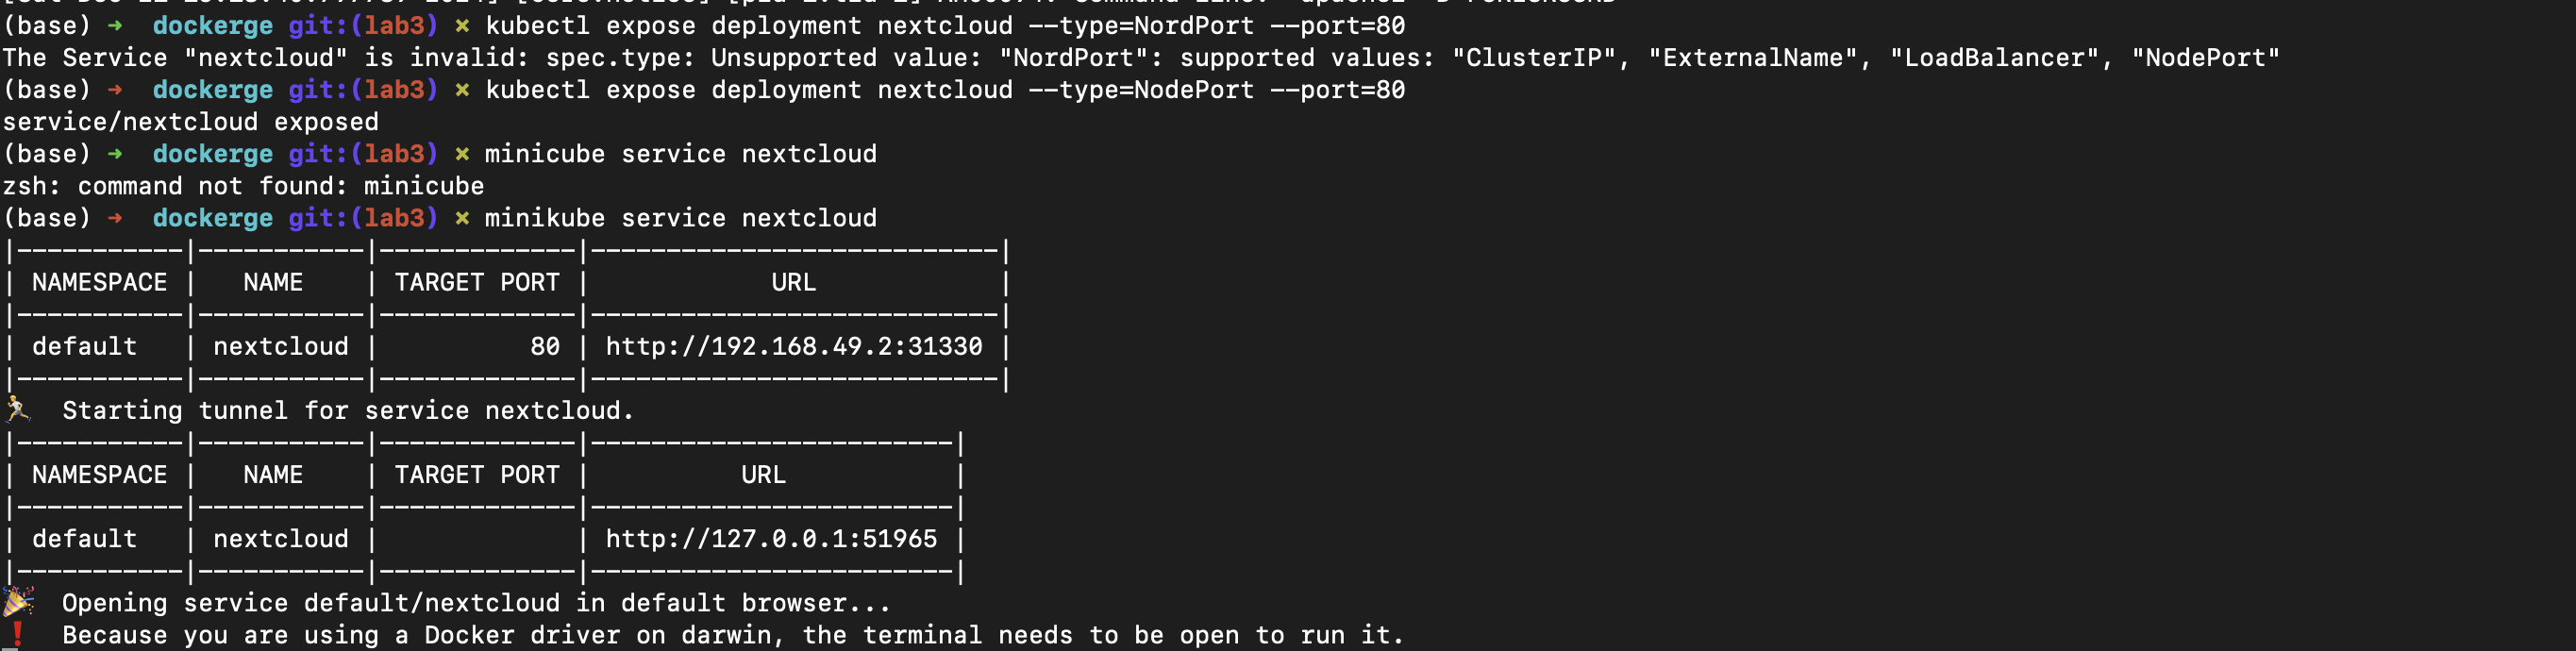 (base) ➜  dockerge git:(lab3) ✗ kubectl expose deployment nextcloud --type=NordPort --port=80
The Service "nextcloud" is invalid: spec.type: Unsupported value: "NordPort": supported values: "ClusterIP", "ExternalName", "LoadBalancer", "NodePort"
(base) ➜  dockerge git:(lab3) ✗ kubectl expose deployment nextcloud --type=NodePort --port=80
service/nextcloud exposed
(base) ➜  dockerge git:(lab3) ✗ minicube service nextcloud
zsh: command not found: minicube
(base) ➜  dockerge git:(lab3) ✗ minikube service nextcloud
|-----------|-----------|-------------|---------------------------|
| NAMESPACE |   NAME    | TARGET PORT |            URL            |
|-----------|-----------|-------------|---------------------------|
| default   | nextcloud |          80 | http://192.168.49.2:31330 |
|-----------|-----------|-------------|---------------------------|
🏃  Starting tunnel for service nextcloud.
|-----------|-----------|-------------|------------------------|
| NAMESPACE |   NAME    | TARGET PORT |          URL           |
|-----------|-----------|-------------|------------------------|
| default   | nextcloud |             | http://127.0.0.1:51965 |
|-----------|-----------|-------------|------------------------|
🎉  Opening service default/nextcloud in default browser...
❗  Because you are using a Docker driver on darwin, the terminal needs to be open to run it.